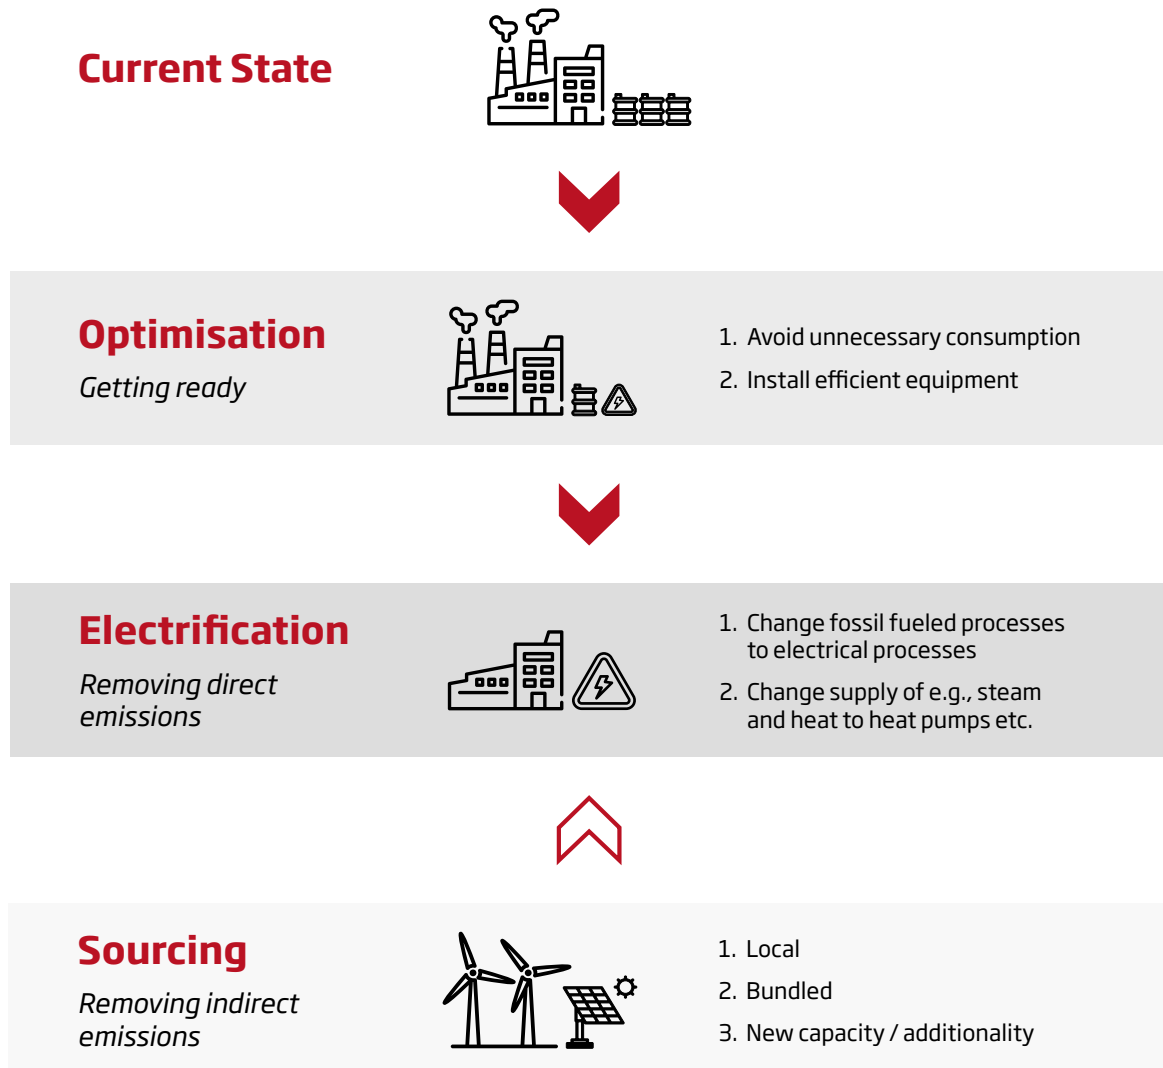 Current State
Optimisation
Getting ready
1. Avoid unnecessary consumption
2. Install efficient equipment
Electrification
Removing direct
emissions
1. Change fossil fueled processes
to electrical processes
2. Change supply of e.g., steam
and heat to heat pumps etc.
Sourcing
Removing indirect
emissions
1. Local
2. Bundled
3. New capacity / additionality